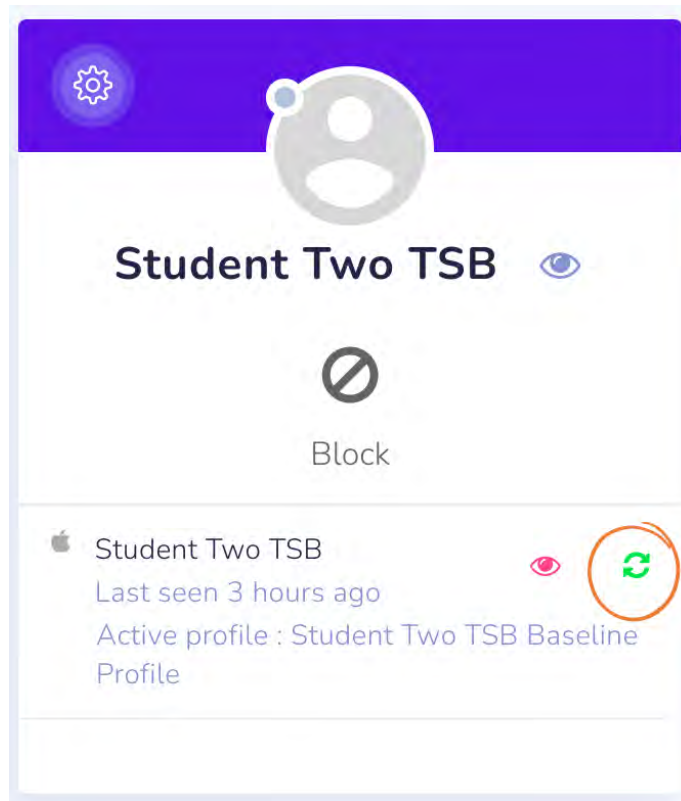 Student Two TSB
Block
Student Two TSB
Last seen 3 hours ago
Active profile : Student Two TSB Baseline
Profile